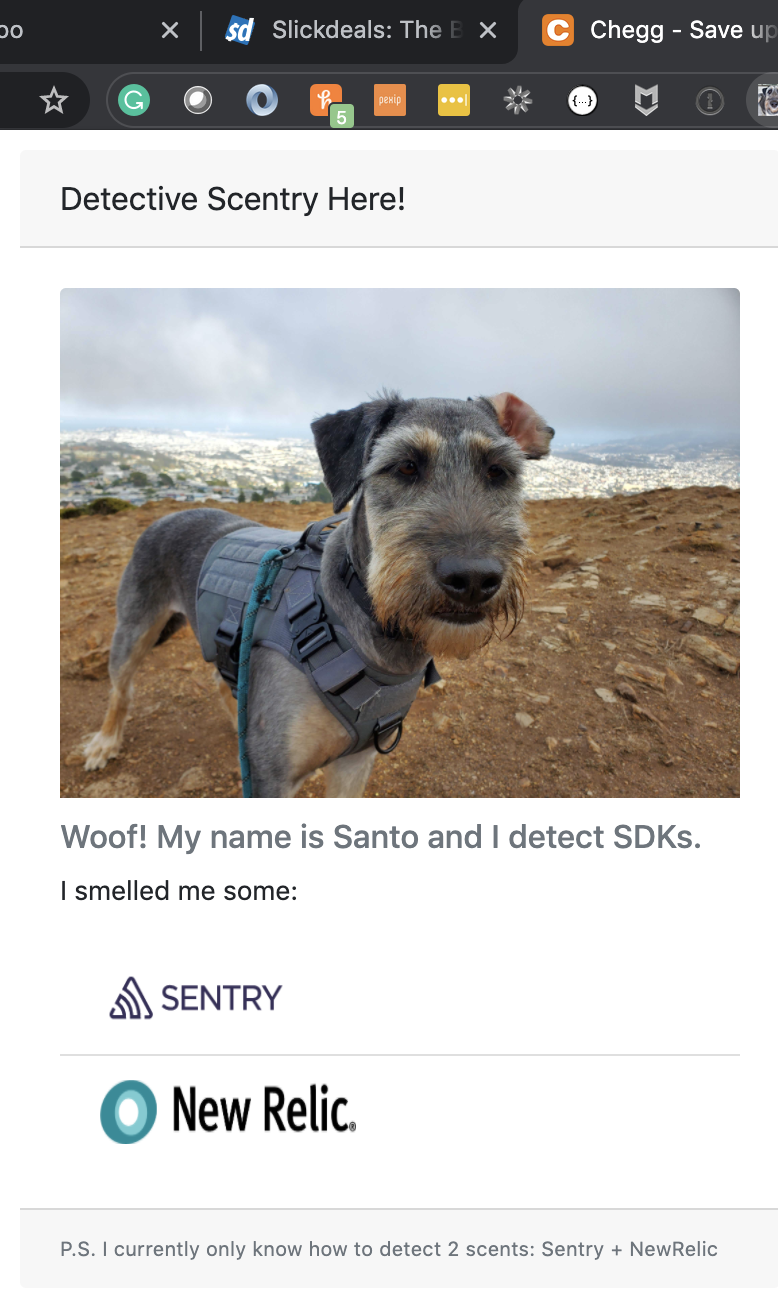 oo
sd Slickdeals: The B
C Chegg - Save up
G
5
pexip
{...}
Detective Scentry Here!
Woof! My name is Santo and I detect SDKs.
I smelled me some:
SENTRY
New Relic®
P.S. I currently only know how to detect 2 scents: Sentry + NewRelic